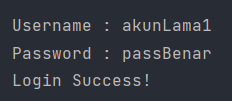 Username : akunLama1
Password : passBenar
Login Success!